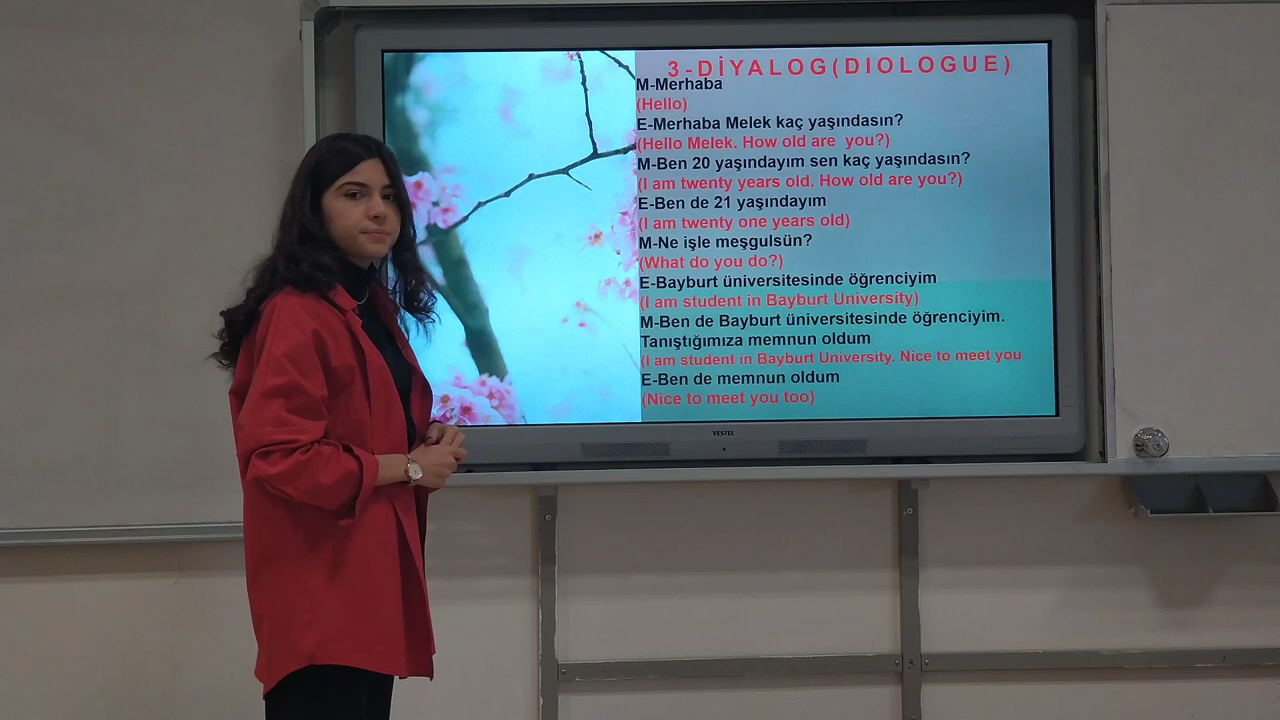 3-DİYALOG(DIOLOGUE)
M-Merhaba
(Hello)
E-Merhaba Melek kaç yaşındasın?
(Hello Melek. How old are  you?)
M-Ben 20 yaşındayım sen kaç yaşındasın?
(I am twenty years old. How old are you?)
E-Ben de 21 yaşındayım
(I am twenty one years old)
M-Ne işle meşgulsün?
(What do you do?)
E-Bayburt üniversitesinde öğrenciyim
(I am student in Bayburt University)
M-Ben de Bayburt üniversitesinde öğrenciyim.
Tanıştığımıza memnun oldum
(I am student in Bayburt University. Nice to meet you
E-Ben de memnun oldum
(Nice to meet you too)
VESTEL